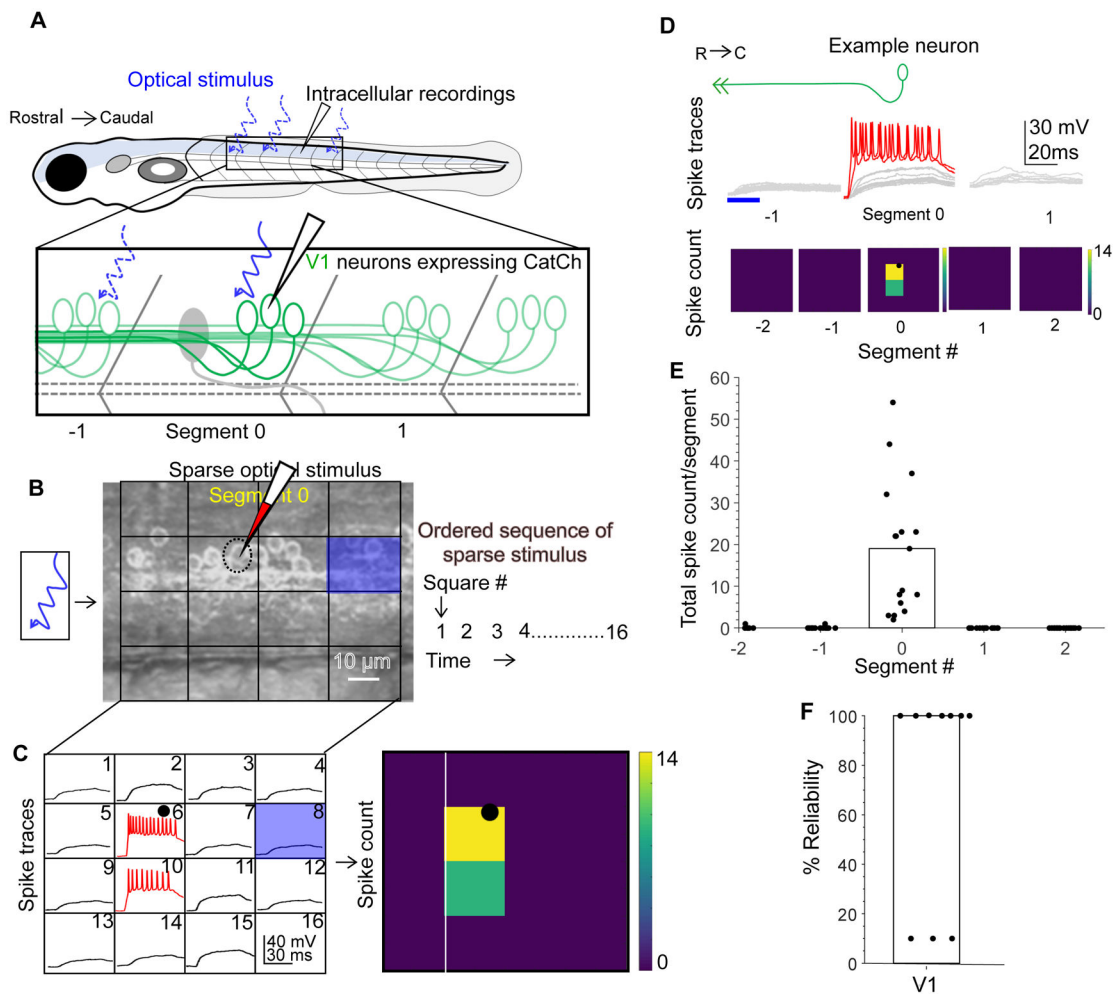 A
Optical stimulus
Intracellular recordings
Rostral → Caudal
V1 neurons expressing CatCh
-1
Segment 0
1
B
Sparse optical stimulus
Segment 0
10 µm
Ordered sequence of
sparse stimulus
Square #
1 2 3 4.............16
Time →
C
Spike traces
1 2 3 4
5 6 7 8
9 10 11 12
13 14 15 16
40 mV
30 ms
Spike count
14
0
D
R → C
Example neuron
Spike traces
30 mV
20ms
-1
Segment 0
1
Spike count
14
0
-2 -1 0 1 2
Segment #
E
Total spike count/segment
60
50
40
30
20
10
0
-2 -1 0 1 2
Segment #
F
% Reliability
100
90
80
70
60
50
40
30
20
10
0
V1